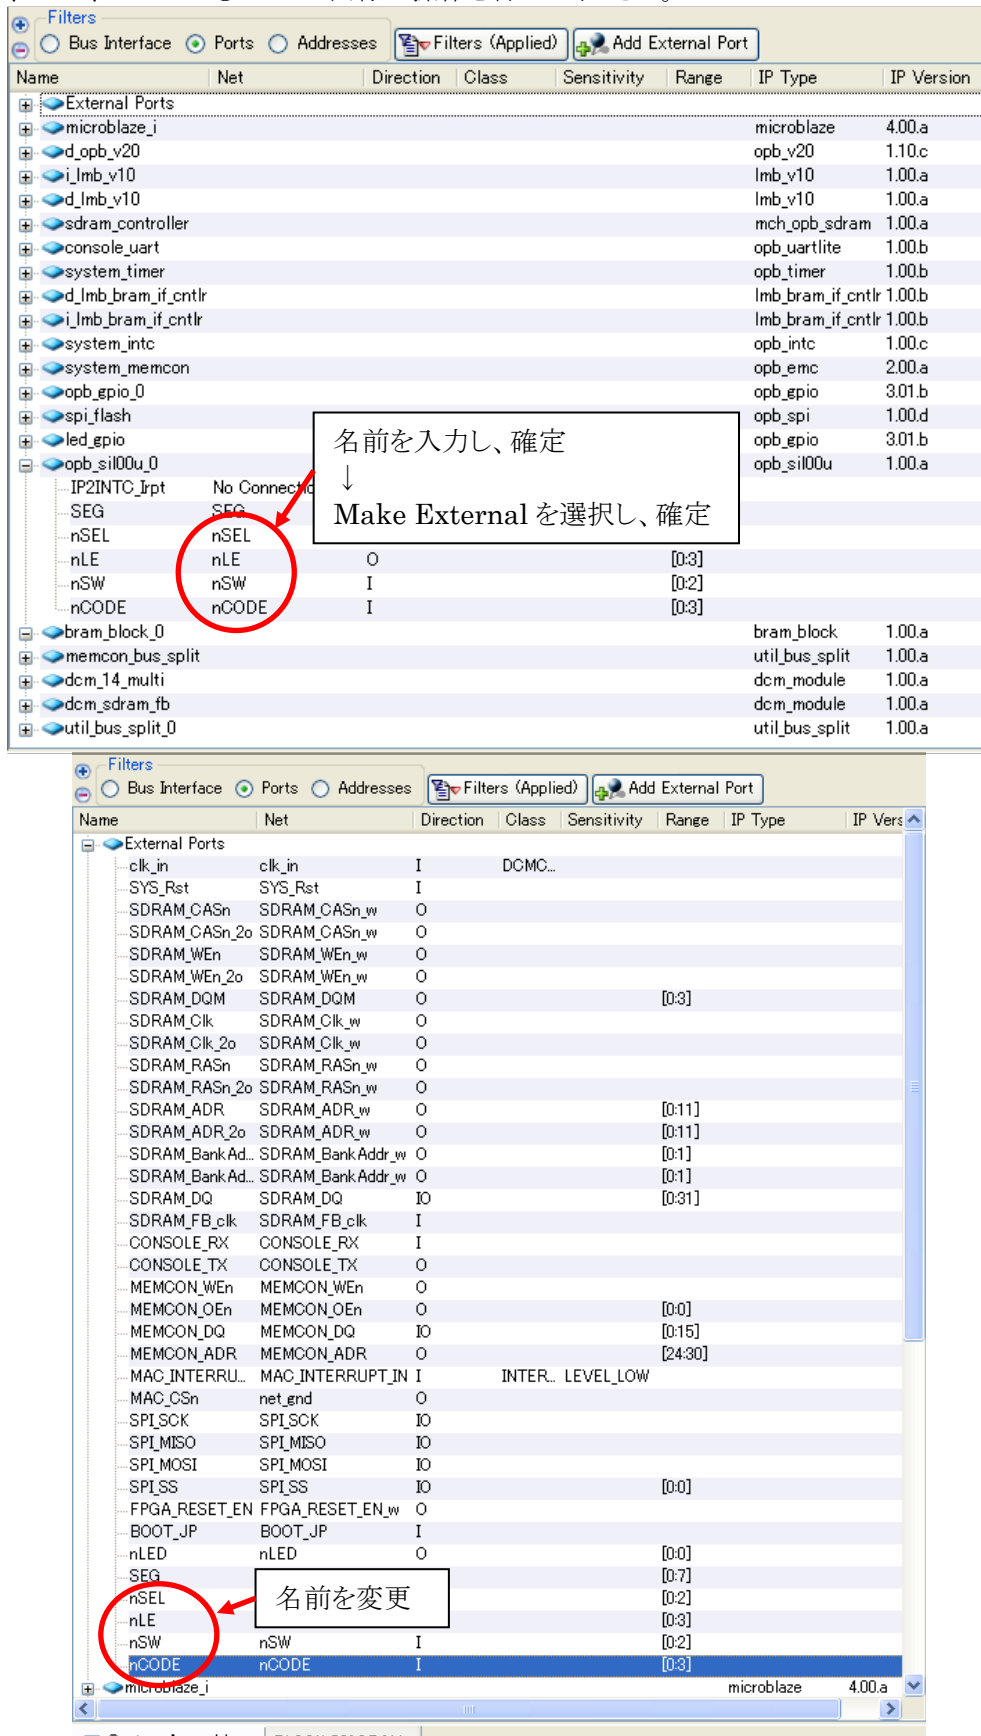 Filters
Bus Interface Ports Addresses Filters (Applied) Add External Port
Name Net Direction Class Sensitivity Range IP Type IP Version
External Ports
microblaze_i microblaze 4.00.a
d_opb_v20 opb_v20 1.10.c
i_lmb_v10 lmb_v10 1.00.a
d_lmb_v10 lmb_v10 1.00.a
sdram_controller mch_opb_sdram 1.00.a
console_uart opb_uartlite 1.00.b
system_timer opb_timer 1.00.b
d_lmb_bram_if_cntlr lmb_bram_if_cntlr 1.00.b
i_lmb_bram_if_cntlr lmb_bram_if_cntlr 1.00.b
system_intc opb_intc 1.00.c
system_memcon opb_emc 2.00.a
opb_gpio_0 opb_gpio 3.01.b
spi_flash opb_spi 1.00.d
led_gpio opb_gpio 3.01.b
opb_sil00u_0 opb_sil00u 1.00.a
名前を入力し、確定
↓
Make External を選択し、確定
IP2INTC_Irpt No Connectio
SEG SEG
nSEL nSEL
nLE nLE O [0:3]
nSW nSW I [0:2]
nCODE nCODE I [0:3]
bram_block_0 bram_block 1.00.a
memcon_bus_split util_bus_split 1.00.a
dcm_14_multi dcm_module 1.00.a
dcm_sdram_fb dcm_module 1.00.a
util_bus_split_0 util_bus_split 1.00.a
Filters
Bus Interface Ports Addresses Filters (Applied) Add External Port
Name Net Direction Class Sensitivity Range IP Type IP Vers
External Ports
clk_in clk_in I DCMC...
SYS_Rst SYS_Rst I
SDRAM_CASn SDRAM_CASn_w O
SDRAM_CASn_2o SDRAM_CASn_w O
SDRAM_WEn SDRAM_WEn_w O
SDRAM_WEn_2o SDRAM_WEn_w O
SDRAM_DQM SDRAM_DQM O [0:3]
SDRAM_Clk SDRAM_Clk_w O
SDRAM_Clk_2o SDRAM_Clk_w O
SDRAM_RASn SDRAM_RASn_w O
SDRAM_RASn_2o SDRAM_RASn_w O
SDRAM_ADR SDRAM_ADR_w O [0:11]
SDRAM_ADR_2o SDRAM_ADR_w O [0:11]
SDRAM_BankAd... SDRAM_BankAddr_w O [0:1]
SDRAM_BankAd... SDRAM_BankAddr_w O [0:1]
SDRAM_DQ SDRAM_DQ IO [0:31]
SDRAM_FB_clk SDRAM_FB_clk I
CONSOLE_RX CONSOLE_RX I
CONSOLE_TX CONSOLE_TX O
MEMCON_WEn MEMCON_WEn O
MEMCON_OEn MEMCON_OEn O [0:0]
MEMCON_DQ MEMCON_DQ IO [0:15]
MEMCON_ADR MEMCON_ADR O [24:30]
MAC_INTERRU... MAC_INTERRUPT_IN I INTER... LEVEL_LOW
MAC_CSn net_gnd O
SPI_SCK SPI_SCK IO
SPI_MISO SPI_MISO IO
SPI_MOSI SPI_MOSI IO
SPI_SS SPI_SS IO [0:0]
FPGA_RESET_EN FPGA_RESET_EN_w O
BOOT_JP BOOT_JP I
nLED nLED O [0:0]
SEG [0:7]
nSEL [0:2]
名前を変更
nLE [0:3]
nSW nSW I [0:2]
nCODE nCODE I [0:3]
microblaze_i microblaze 4.00.a